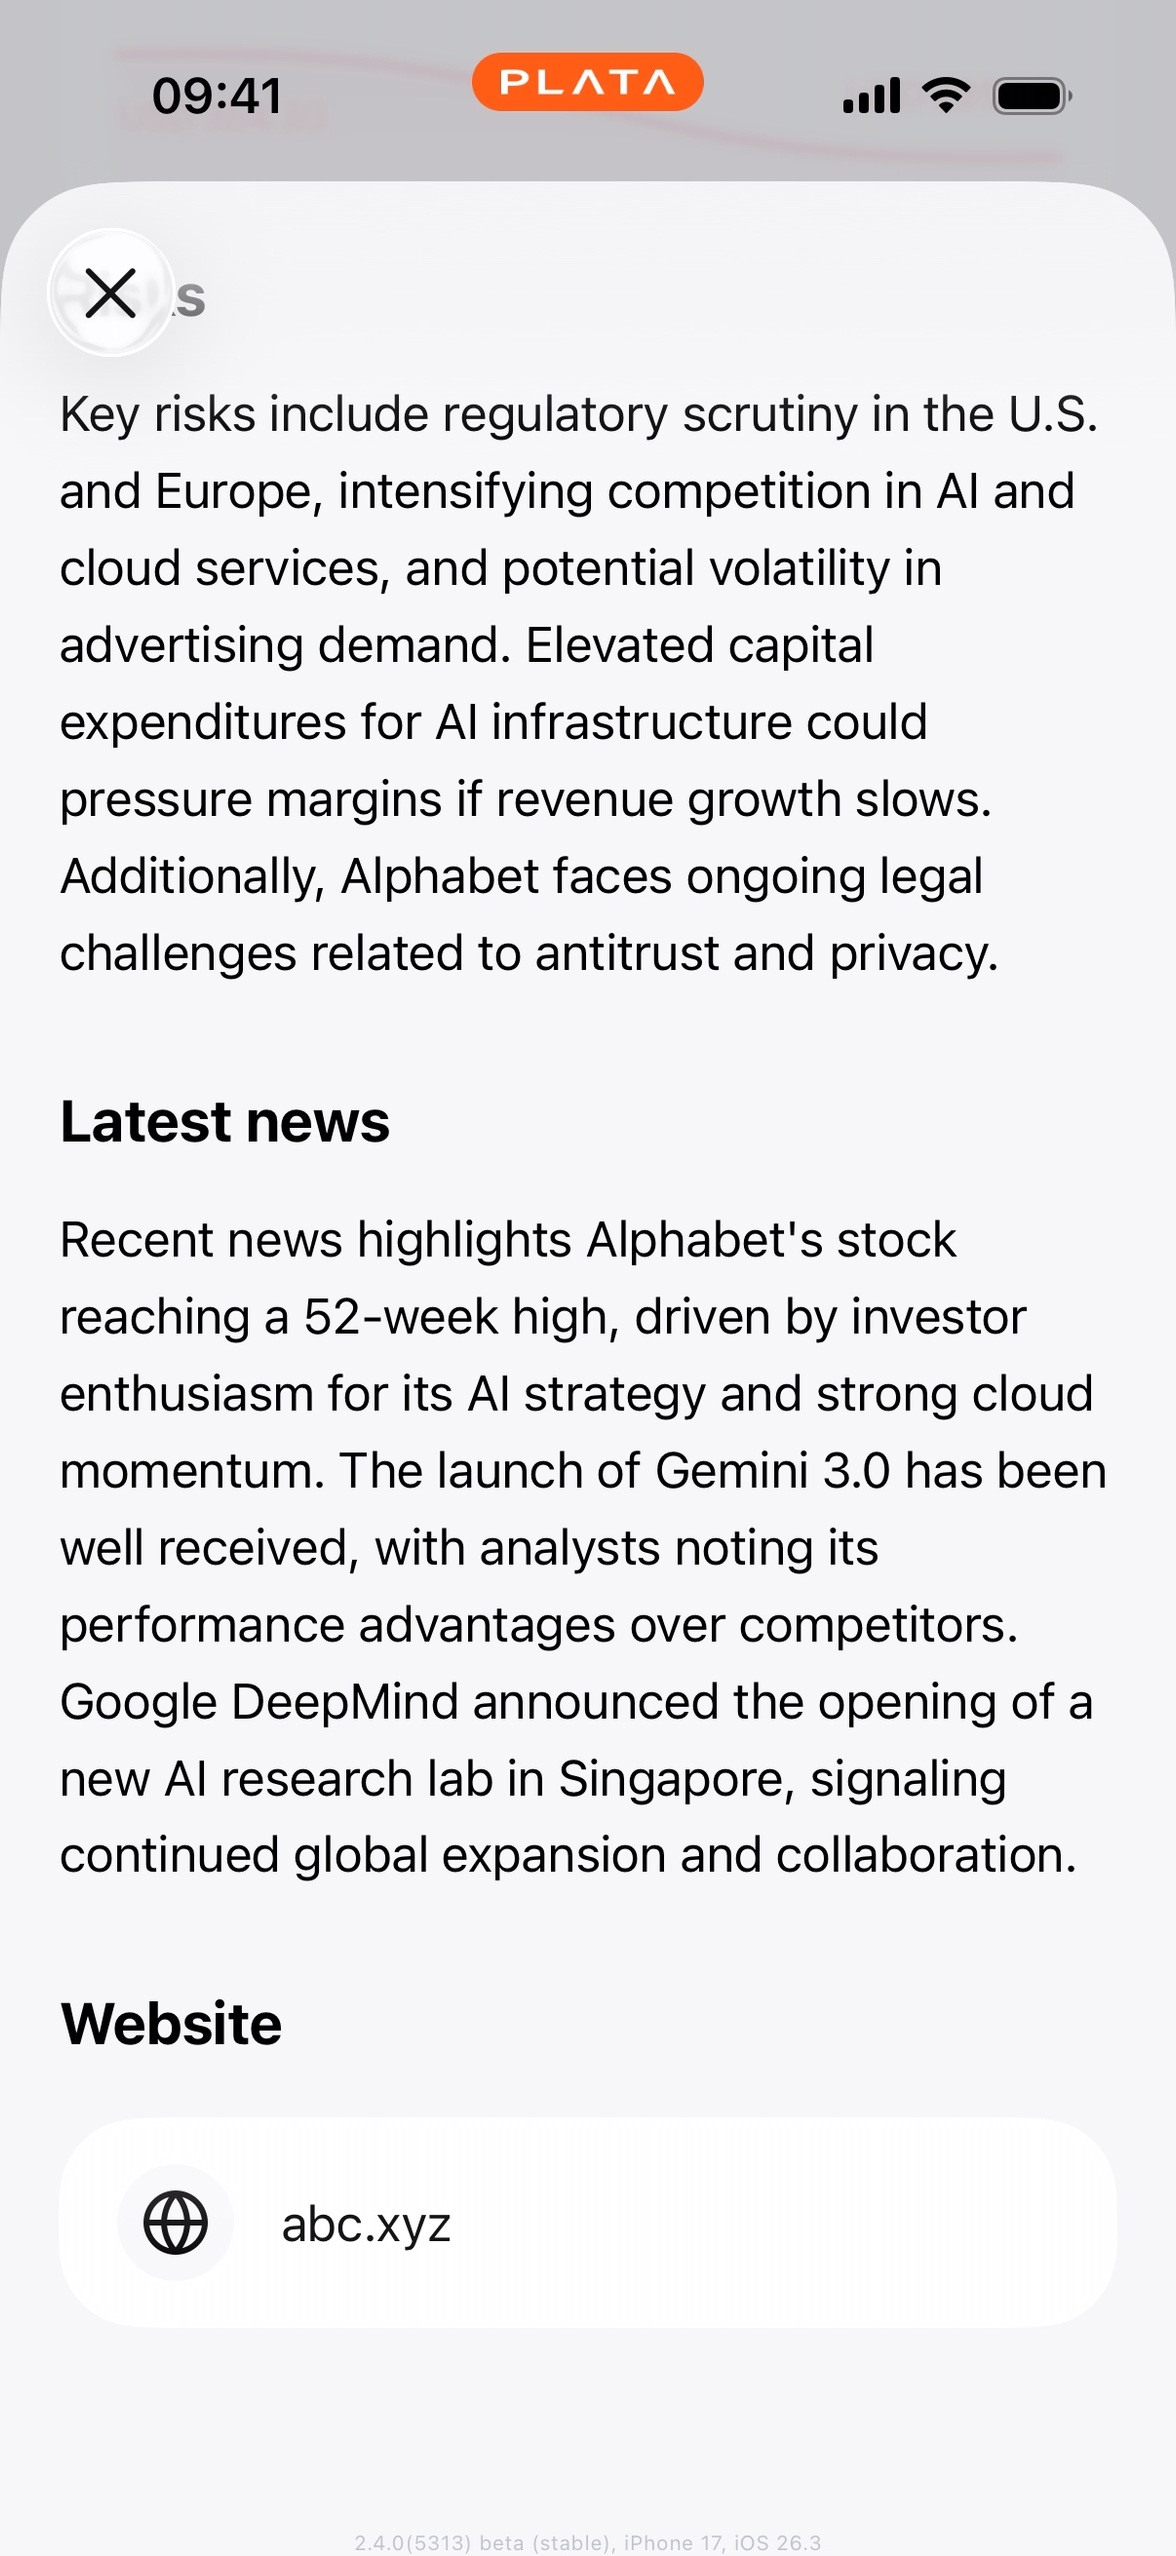 09:41
PLATA
Key risks include regulatory scrutiny in the U.S.
and Europe, intensifying competition in AI and
cloud services, and potential volatility in
advertising demand. Elevated capital
expenditures for AI infrastructure could
pressure margins if revenue growth slows.
Additionally, Alphabet faces ongoing legal
challenges related to antitrust and privacy.
Latest news
Recent news highlights Alphabet's stock
reaching a 52-week high, driven by investor
enthusiasm for its AI strategy and strong cloud
momentum. The launch of Gemini 3.0 has been
well received, with analysts noting its
performance advantages over competitors.
Google DeepMind announced the opening of a
new AI research lab in Singapore, signaling
continued global expansion and collaboration.
Website
abc.xyz
2.4.0(5313) beta (stable), iPhone 17, iOS 26.3